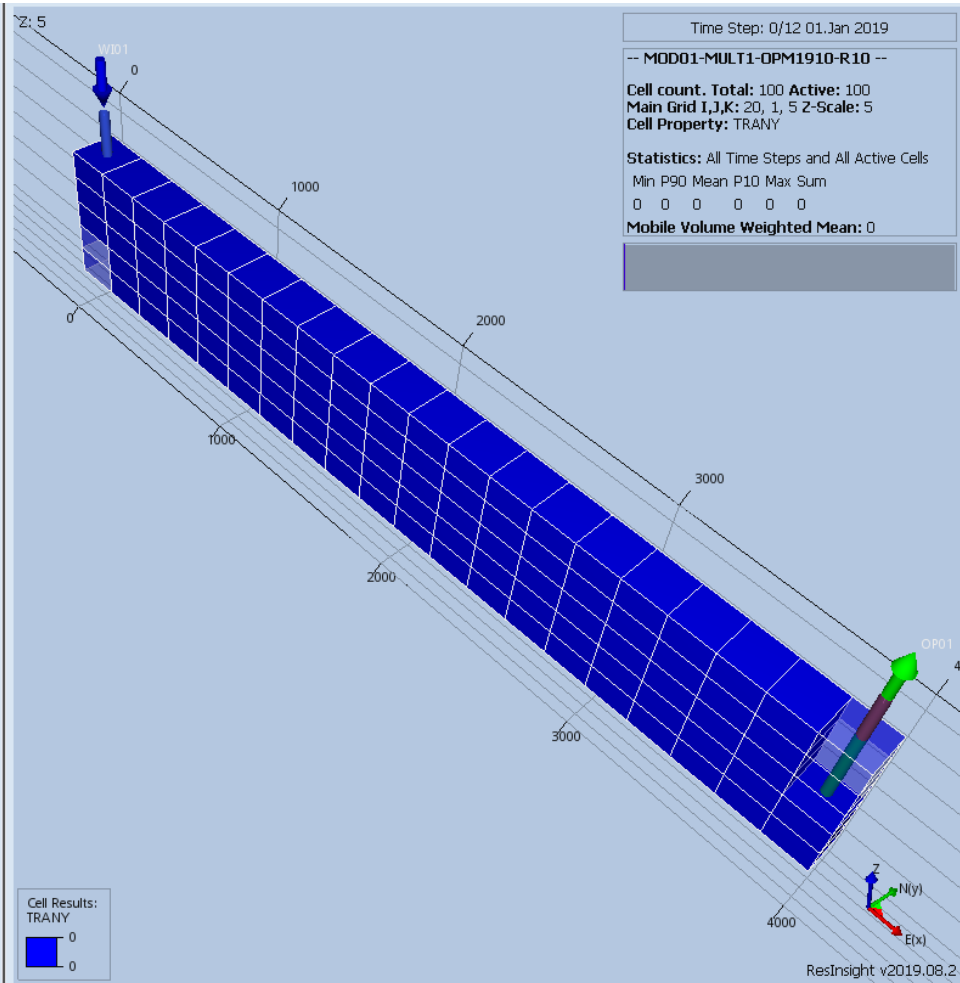 Z: 5
Time Step: 0/12 01.Jan 2019
-- MOD01-MULT1-OPM1910-R10 --
Cell count. Total: 100 Active: 100
Main Grid I,J,K: 20, 1, 5 Z-Scale: 5
Cell Property: TRANY
Statistics: All Time Steps and All Active Cells
Min P90 Mean P10 Max Sum
0 0 0 0 0 0
Mobile Volume Weighted Mean: 0
WI01
0
1000
2000
3000
OP01
4
0
1000
2000
3000
4000
Z
N(y)
E(x)
Cell Results:
TRANY
0
0
ResInsight v2019.08.2